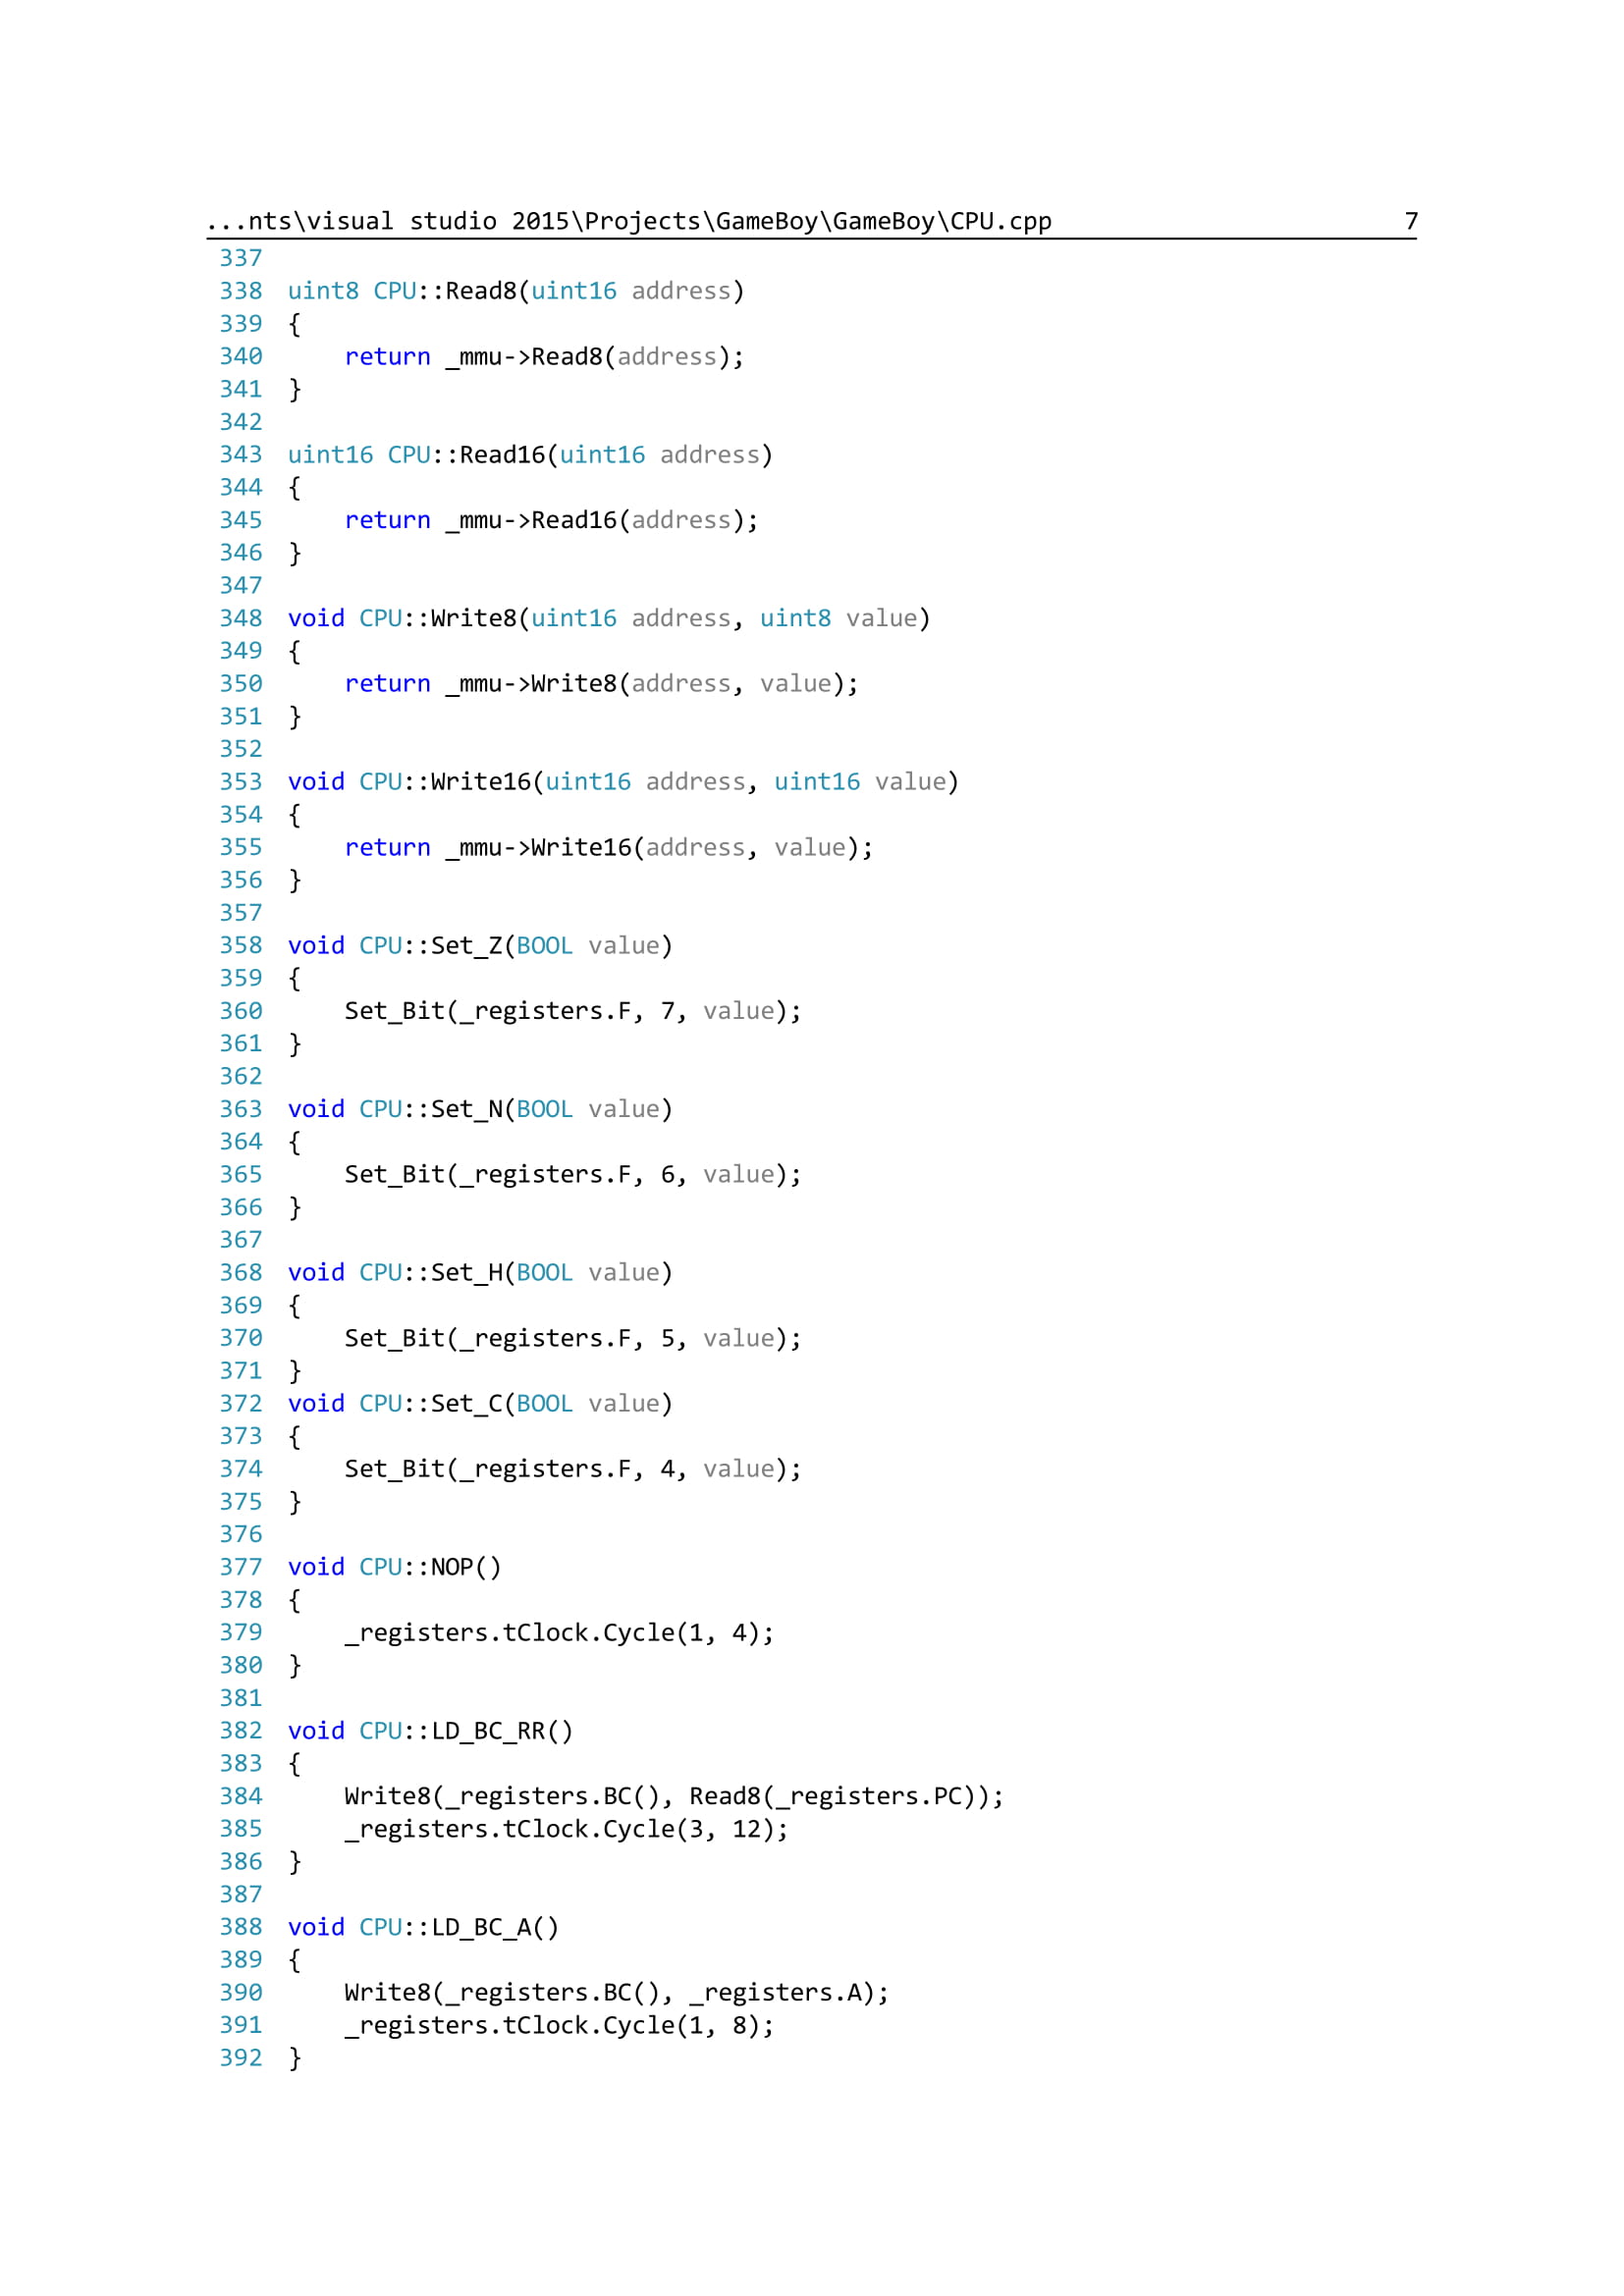 ...nts\visual studio 2015\Projects\GameBoy\GameBoy\CPU.cpp 7
337
338 uint8 CPU::Read8(uint16 address)
339 {
340     return _mmu->Read8(address);
341 }
342
343 uint16 CPU::Read16(uint16 address)
344 {
345     return _mmu->Read16(address);
346 }
347
348 void CPU::Write8(uint16 address, uint8 value)
349 {
350     return _mmu->Write8(address, value);
351 }
352
353 void CPU::Write16(uint16 address, uint16 value)
354 {
355     return _mmu->Write16(address, value);
356 }
357
358 void CPU::Set_Z(BOOL value)
359 {
360     Set_Bit(_registers.F, 7, value);
361 }
362
363 void CPU::Set_N(BOOL value)
364 {
365     Set_Bit(_registers.F, 6, value);
366 }
367
368 void CPU::Set_H(BOOL value)
369 {
370     Set_Bit(_registers.F, 5, value);
371 }
372 void CPU::Set_C(BOOL value)
373 {
374     Set_Bit(_registers.F, 4, value);
375 }
376
377 void CPU::NOP()
378 {
379     _registers.tClock.Cycle(1, 4);
380 }
381
382 void CPU::LD_BC_RR()
383 {
384     Write8(_registers.BC(), Read8(_registers.PC));
385     _registers.tClock.Cycle(3, 12);
386 }
387
388 void CPU::LD_BC_A()
389 {
390     Write8(_registers.BC(), _registers.A);
391     _registers.tClock.Cycle(1, 8);
392 }